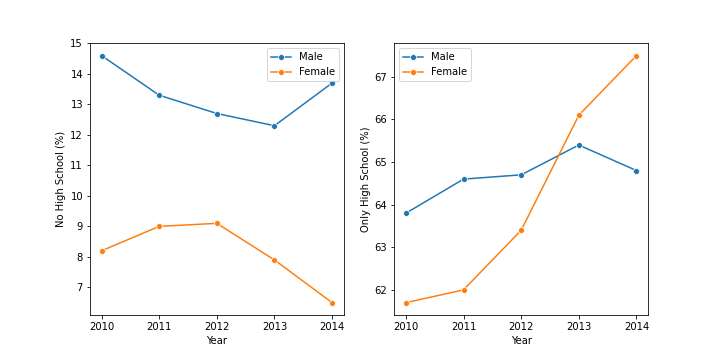 15
14
13
12
11
10
9
8
7
No High School (%)
2010 2011 2012 2013 2014
Year
Male
Female
67
66
65
64
63
62
Only High School (%)
2010 2011 2012 2013 2014
Year
Male
Female